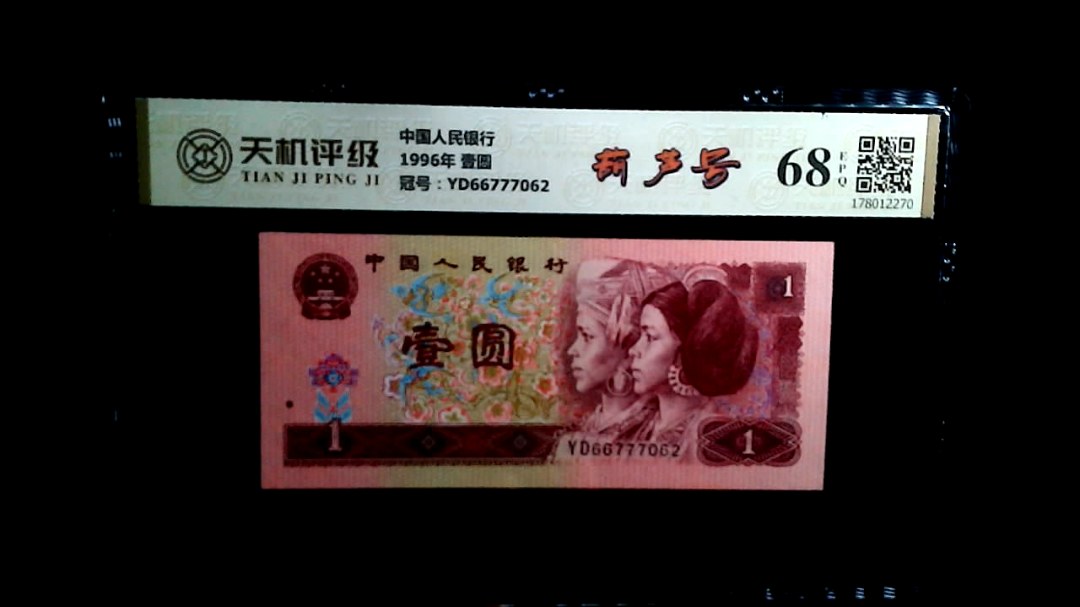 天机评级
TIAN JI PING JI
中国人民银行
1996年 壹圆
冠号：YD66777062
葫芦号
68
EPQ
178012270
中国人民银行
1
壹圆
1
YD66777062
1